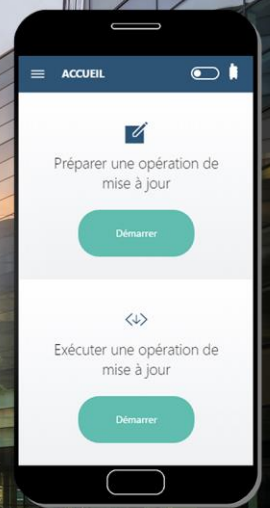 ACCUEIL
Préparer une opération de
mise à jour
Démarrer
Exécuter une opération de
mise à jour
Démarrer